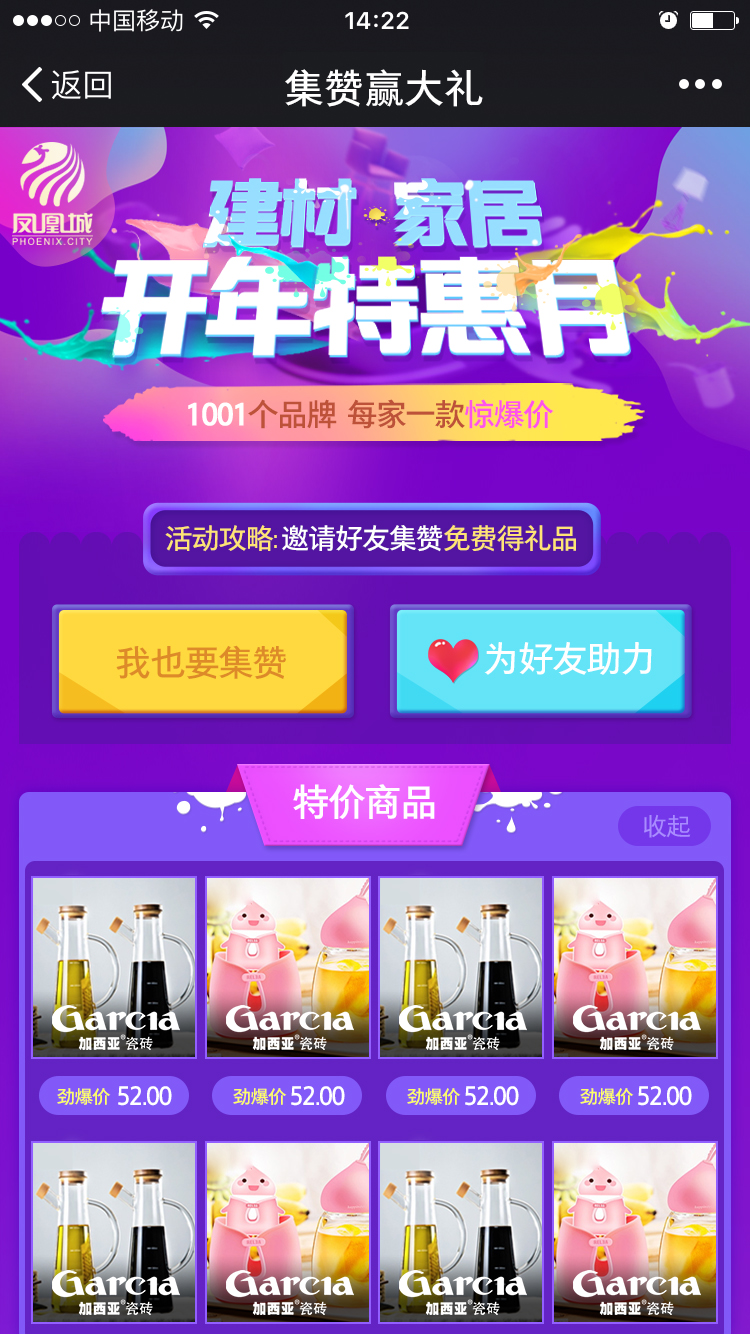 中国移动
14:22
返回
集赞赢大礼
凤凰城
PHOENIX.CITY
建材·家居
开年特惠月
1001个品牌 每家一款惊爆价
活动攻略:邀请好友集赞免费得礼品
我也要集赞
为好友助力
特价商品
收起
Garcia Garcia Garcia Garcia
加西亚®瓷砖 加西亚®瓷砖 加西亚®瓷砖 加西亚®瓷砖
劲爆价 52.00 劲爆价 52.00 劲爆价 52.00 劲爆价 52.00
Garcia Garcia Garcia Garcia
加西亚®瓷砖 加西亚®瓷砖 加西亚®瓷砖 加西亚®瓷砖